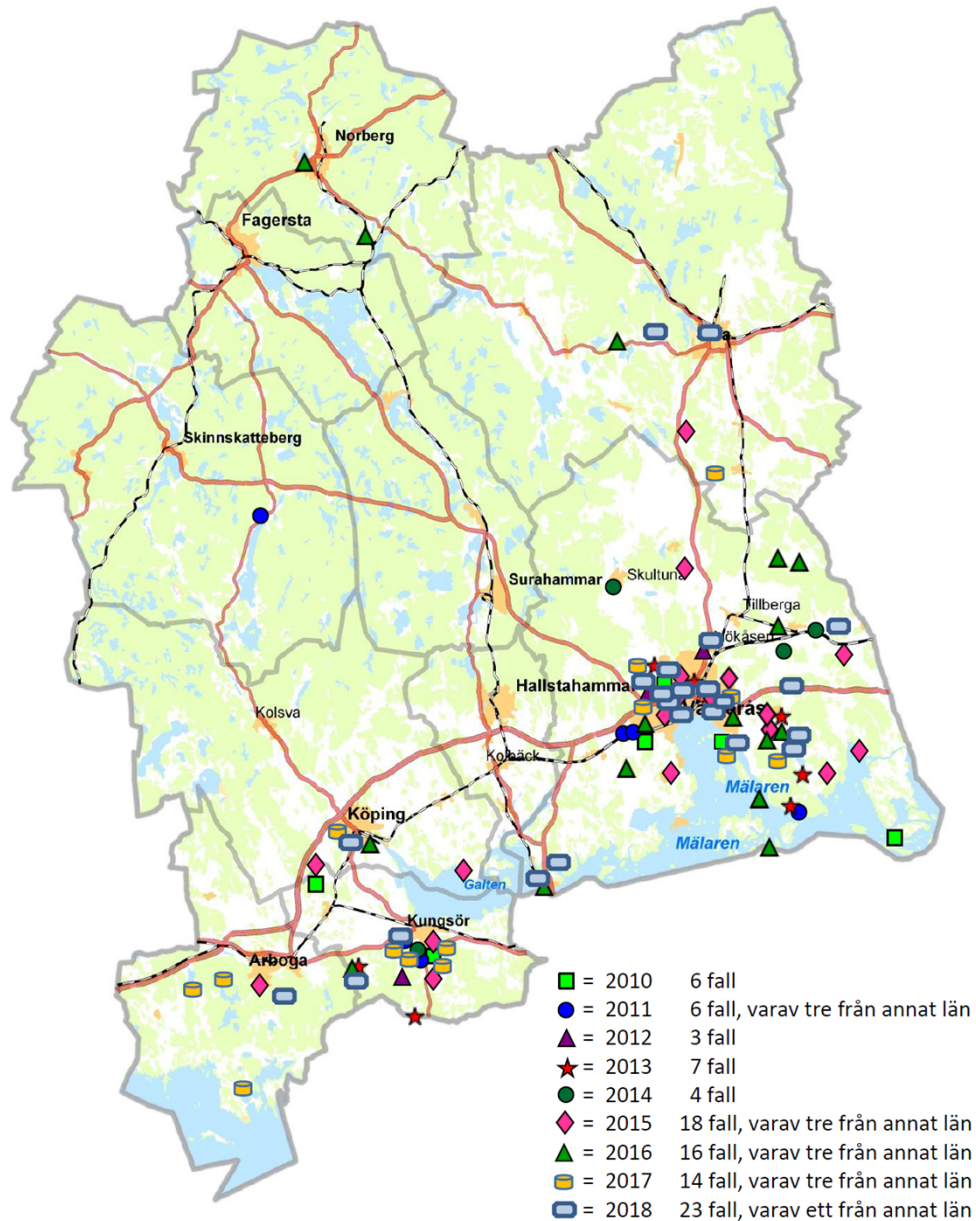 Norberg
Fagersta
a
Skinnskatteberg
Surahammar
Skultuna
Tillberga
ökåsen
Hallstahammar
Kolsva
Kolbäck
Mälaren
Köping
Mälaren
Galten
Kungsör
Arboga
= 2010 6 fall
= 2011 6 fall, varav tre från annat län
= 2012 3 fall
= 2013 7 fall
= 2014 4 fall
= 2015 18 fall, varav tre från annat län
= 2016 16 fall, varav tre från annat län
= 2017 14 fall, varav tre från annat län
= 2018 23 fall, varav ett från annat län